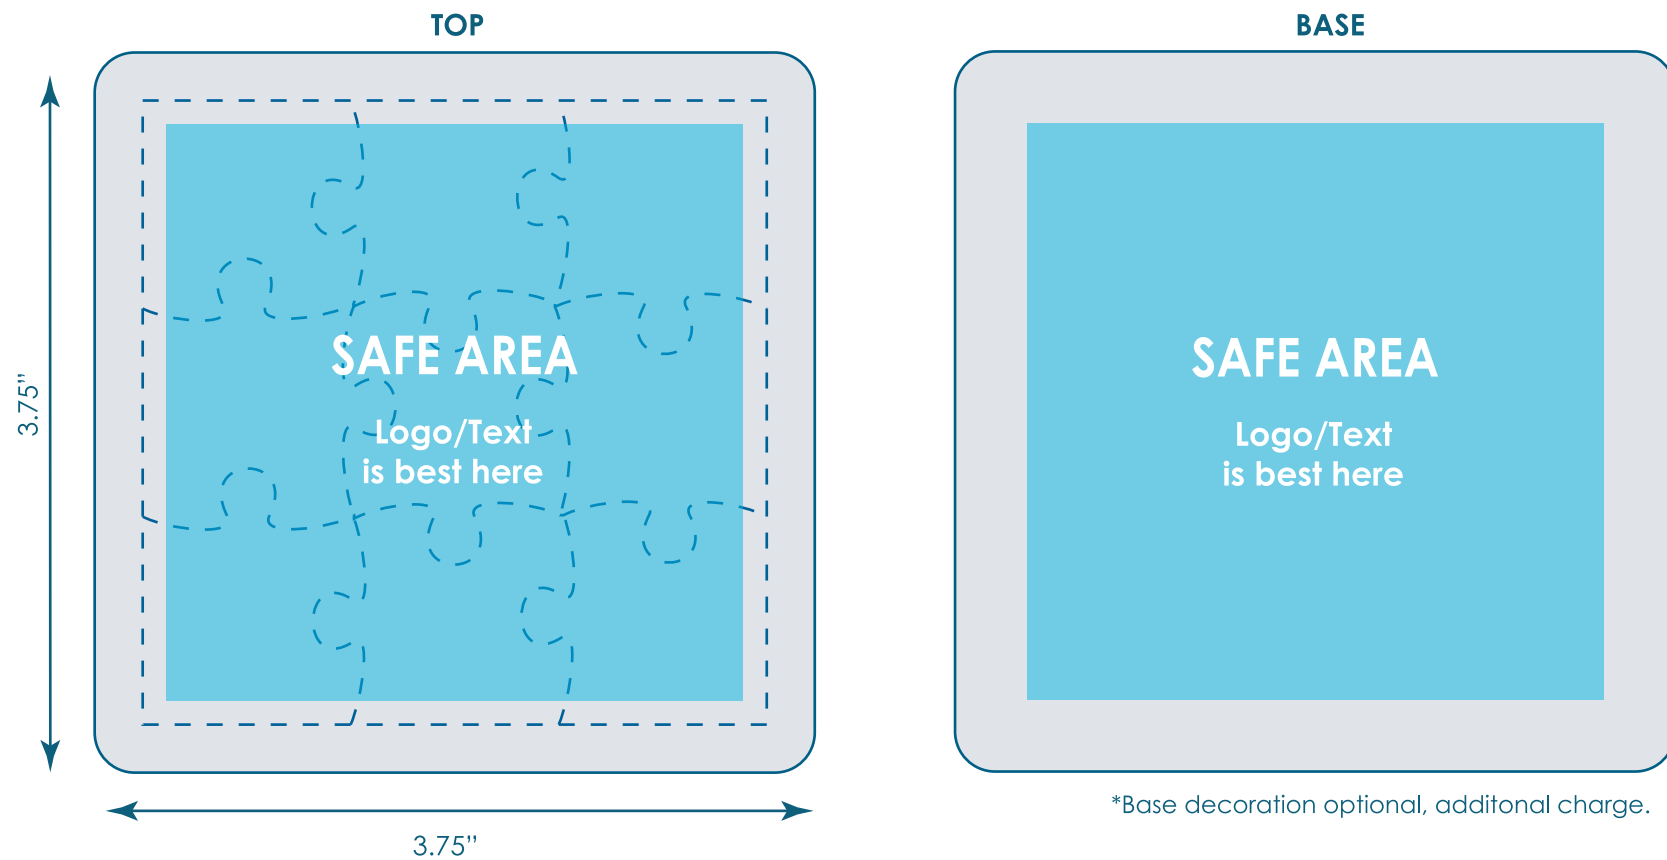 TOP
BASE
SAFE AREA
Logo/Text
is best here
SAFE AREA
Logo/Text
is best here
3.75”
3.75”
*Base decoration optional, additonal charge.